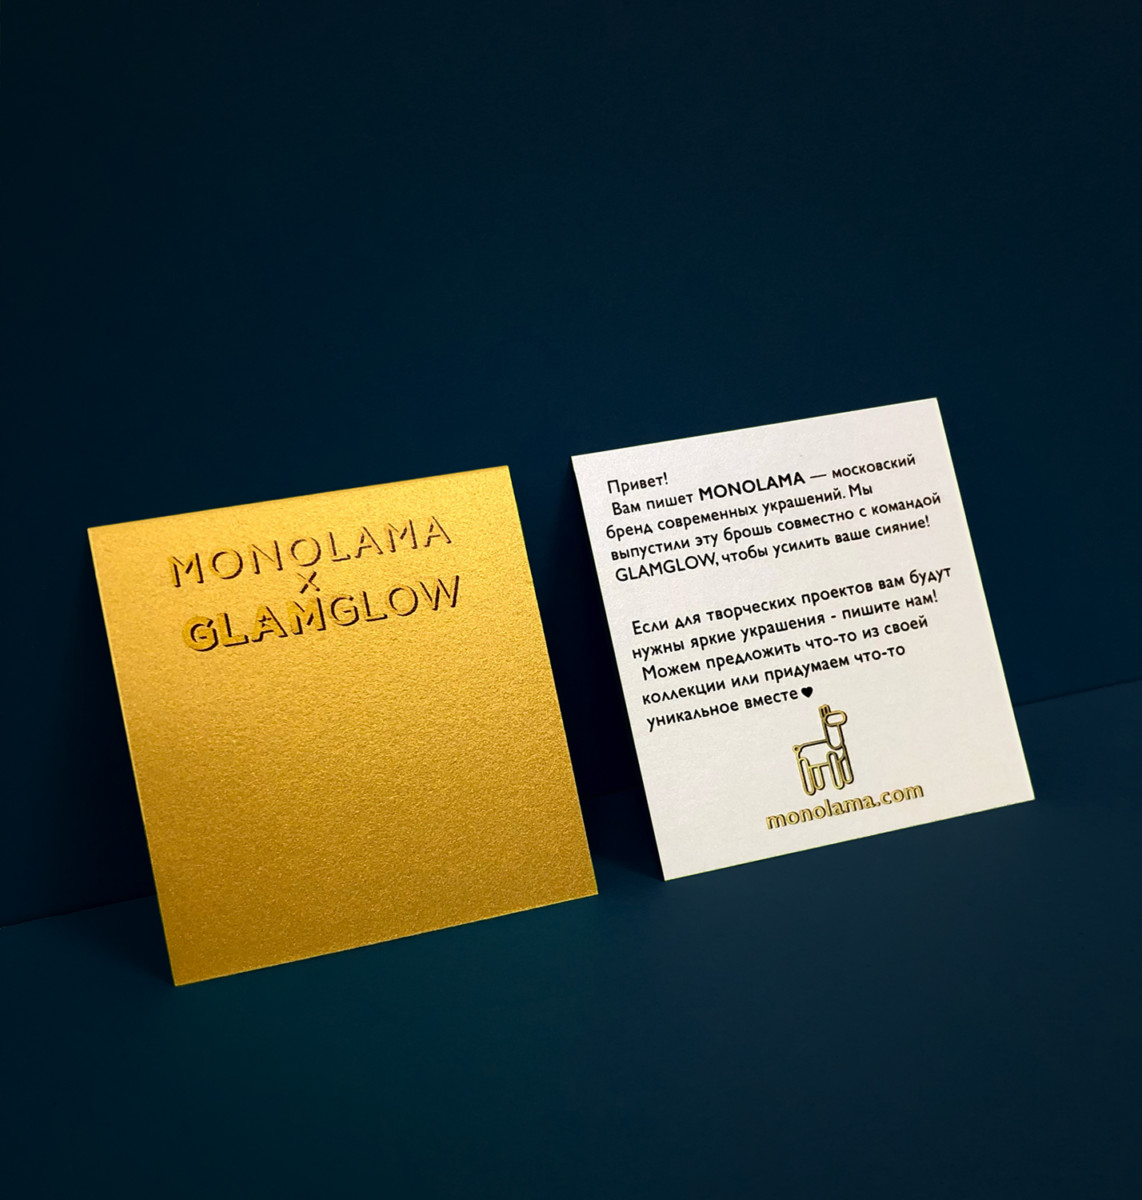 MONOLAMA
X
GLAMGLOW
Привет!
Вам пишет MONOLAMA — московский
бренд современных украшений. Мы
выпустили эту брошь совместно с командой
GLAMGLOW, чтобы усилить ваше сияние!
Если для творческих проектов вам будут
нужны яркие украшения - пишите нам!
Можем предложить что-то из своей
коллекции или придумаем что-то
уникальное вместе♥
monolama.com